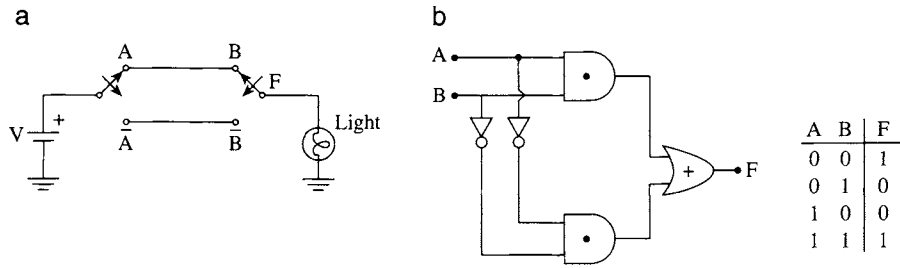 a
b
A B
F
V +
Ā B̄
Light
A
B
+
F
A B F
0 0 1
0 1 0
1 0 0
1 1 1